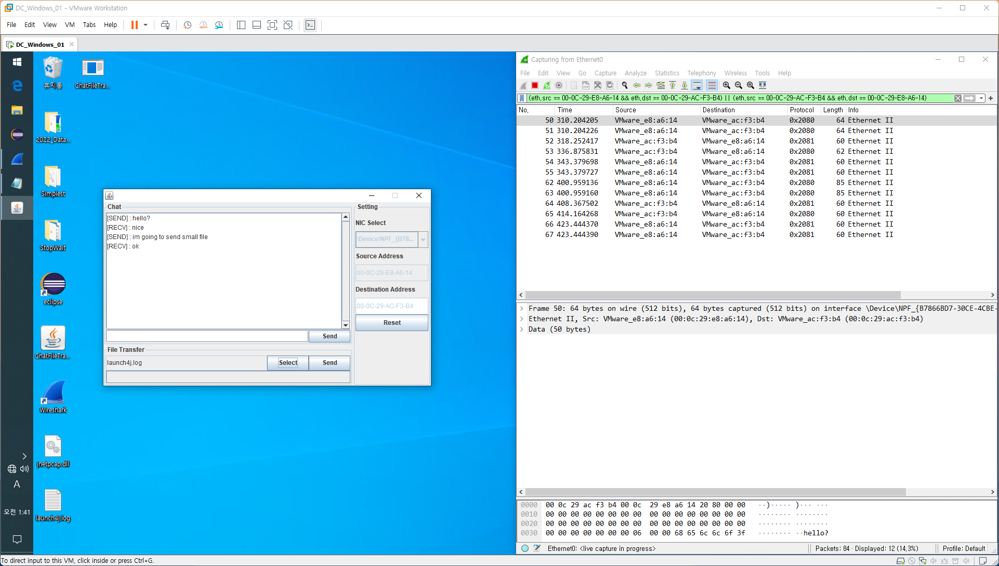 DC_Windows_01 - VMware Workstation
File Edit View VM Tabs Help
DC_Windows_01
휴지통
ChatFileTra...
2022_Data...
Simplest
StopWait
eclipse
ChatFileTra...
Wireshark
jnetpcap.dll
launch4j.log
A
오전 1:41
Chat
[SEND] : hello?
[RECV] : nice
[SEND] : im going to send small file
[RECV] : ok
Send
File Transfer
launch4j.log
Select
Send
Setting
NIC Select
\Device\NPF_{B78...
Source Address
00-0C-29-E8-A6-14
Destination Address
00-0C-29-AC-F3-B4
Reset
Capturing from Ethernet0
File Edit View Go Capture Analyze Statistics Telephony Wireless Tools Help
(eth.src == 00-0C-29-E8-A6-14 && eth.dst == 00-0C-29-AC-F3-B4) || (eth.src == 00-0C-29-AC-F3-B4 && eth.dst == 00-0C-29-E8-A6-14)
No. Time Source Destination Protocol Length Info
50 310.204205 VMware_e8:a6:14 VMware_ac:f3:b4 0x2080 64 Ethernet II
51 310.204226 VMware_e8:a6:14 VMware_ac:f3:b4 0x2080 64 Ethernet II
52 318.252417 VMware_ac:f3:b4 VMware_e8:a6:14 0x2081 60 Ethernet II
53 336.875831 VMware_ac:f3:b4 VMware_e8:a6:14 0x2080 62 Ethernet II
54 343.379698 VMware_e8:a6:14 VMware_ac:f3:b4 0x2081 60 Ethernet II
55 343.379727 VMware_e8:a6:14 VMware_ac:f3:b4 0x2081 60 Ethernet II
62 400.959136 VMware_e8:a6:14 VMware_ac:f3:b4 0x2080 85 Ethernet II
63 400.959160 VMware_e8:a6:14 VMware_ac:f3:b4 0x2080 85 Ethernet II
64 408.367502 VMware_ac:f3:b4 VMware_e8:a6:14 0x2081 60 Ethernet II
65 414.164268 VMware_ac:f3:b4 VMware_e8:a6:14 0x2080 60 Ethernet II
66 423.444370 VMware_e8:a6:14 VMware_ac:f3:b4 0x2081 60 Ethernet II
67 423.444390 VMware_e8:a6:14 VMware_ac:f3:b4 0x2081 60 Ethernet II
Frame 50: 64 bytes on wire (512 bits), 64 bytes captured (512 bits) on interface \Device\NPF_{B7866BD7-30CE-4CBE-
Ethernet II, Src: VMware_e8:a6:14 (00:0c:29:e8:a6:14), Dst: VMware_ac:f3:b4 (00:0c:29:ac:f3:b4)
Data (50 bytes)
0000 00 0c 29 ac f3 b4 00 0c 29 e8 a6 14 20 80 00 00 ··)····· )··· ···
0010 00 00 00 00 00 00 00 00 00 00 00 00 00 00 00 00 ········ ········
0020 00 00 00 00 00 00 00 00 00 00 00 00 00 00 00 00 ········ ········
0030 00 00 00 00 00 00 00 06 00 00 68 65 6c 6c 6f 3f ········ ··hello?
Ethernet0: <live capture in progress>
Packets: 84 · Displayed: 12 (14.3%)
Profile: Default
To direct input to this VM, click inside or press Ctrl+G.